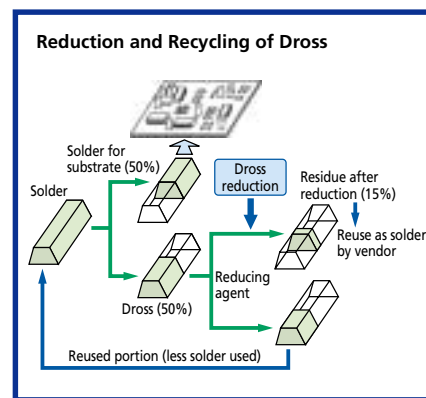 Reduction and Recycling of Dross
Solder for
substrate (50%)
Solder
Dross
reduction
Residue after
reduction (15%)
Reuse as solder
by vendor
Reducing
agent
Dross (50%)
Reused portion (less solder used)